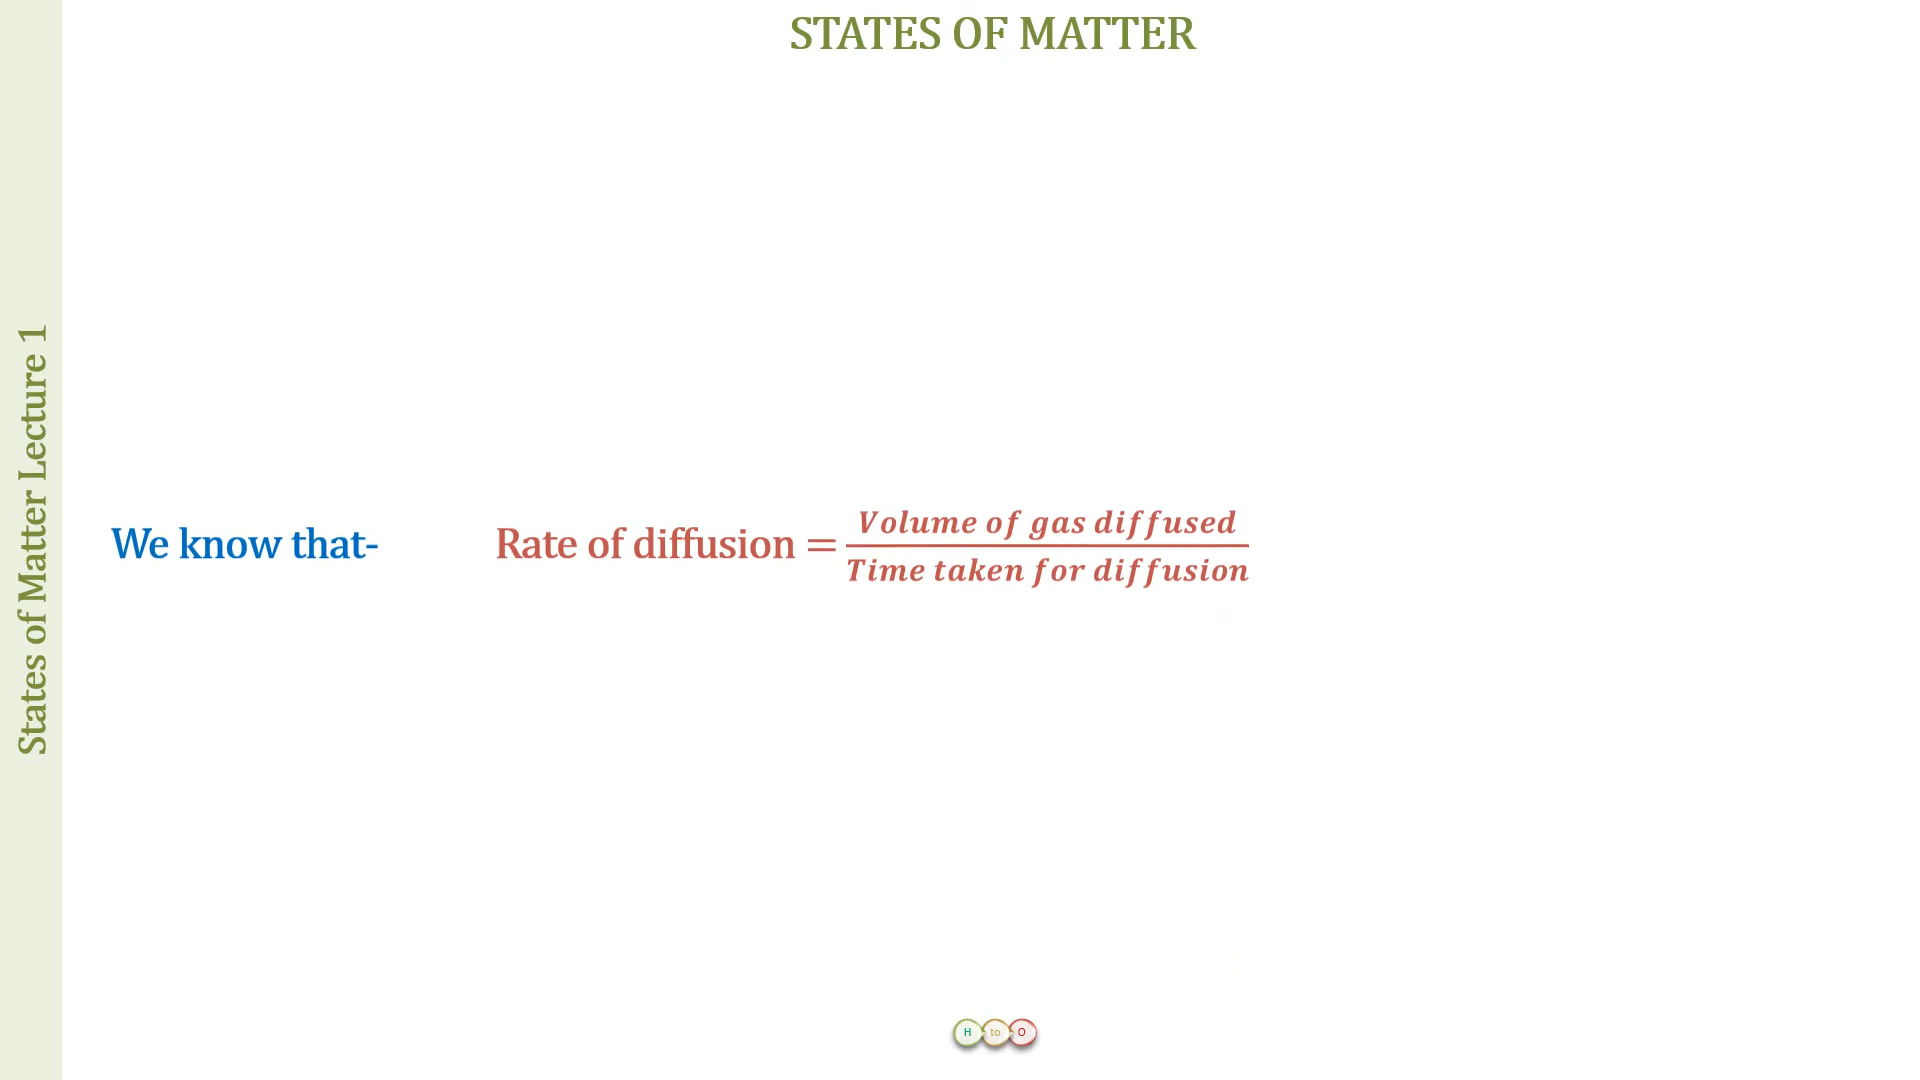 STATES OF MATTER
States of Matter Lecture 1
We know that- Rate of diffusion = Volume of gas diffused / Time taken for diffusion
H to O